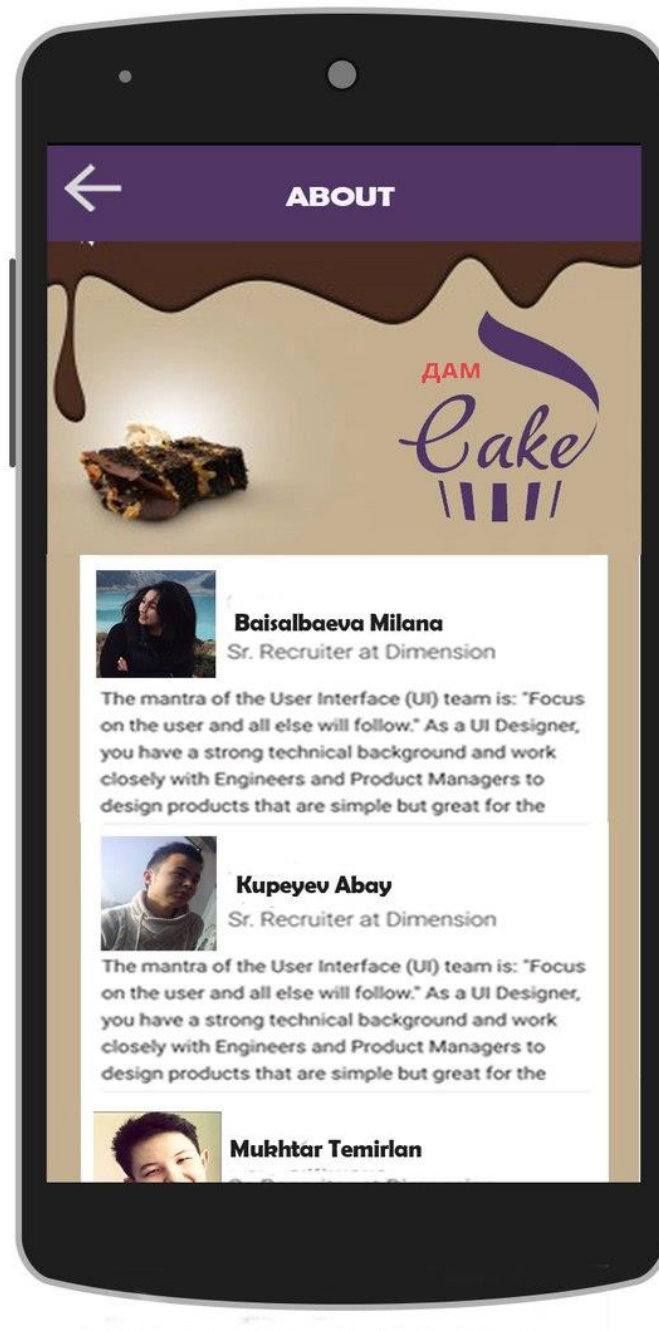 ABOUT
ДАМ
Cake
Baisalbaeva Milana
Sr. Recruiter at Dimension
The mantra of the User Interface (UI) team is: "Focus
on the user and all else will follow." As a UI Designer,
you have a strong technical background and work
closely with Engineers and Product Managers to
design products that are simple but great for the
Kupeyev Abay
Sr. Recruiter at Dimension
The mantra of the User Interface (UI) team is: "Focus
on the user and all else will follow." As a UI Designer,
you have a strong technical background and work
closely with Engineers and Product Managers to
design products that are simple but great for the
Mukhtar Temirlan